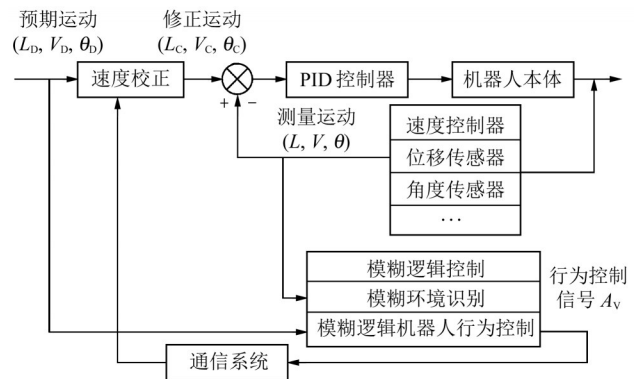 预期运动
(L_D, V_D, θ_D)
修正运动
(L_C, V_C, θ_C)
速度校正
+ −
PID 控制器
机器人本体
测量运动
(L, V, θ)
速度控制器
位移传感器
角度传感器
…
模糊逻辑控制
模糊环境识别
模糊逻辑机器人行为控制
行为控制
信号 A_V
通信系统